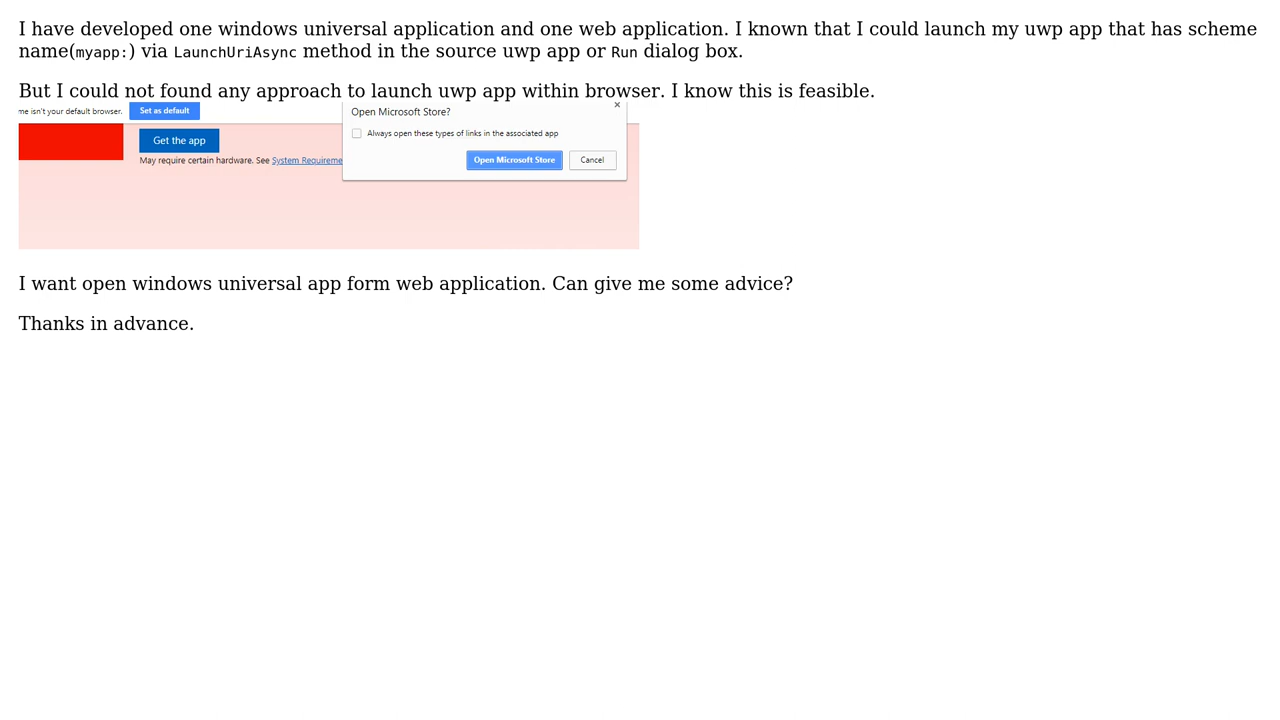 I have developed one windows universal application and one web application. I known that I could launch my uwp app that has scheme
name(myapp:) via LaunchUriAsync method in the source uwp app or Run dialog box.
But I could not found any approach to launch uwp app within browser. I know this is feasible.
me isn't your default browser. Set as default
Open Microsoft Store?
Always open these types of links in the associated app
Get the app
Open Microsoft Store Cancel
May require certain hardware. See System Requireme
I want open windows universal app form web application. Can give me some advice?
Thanks in advance.